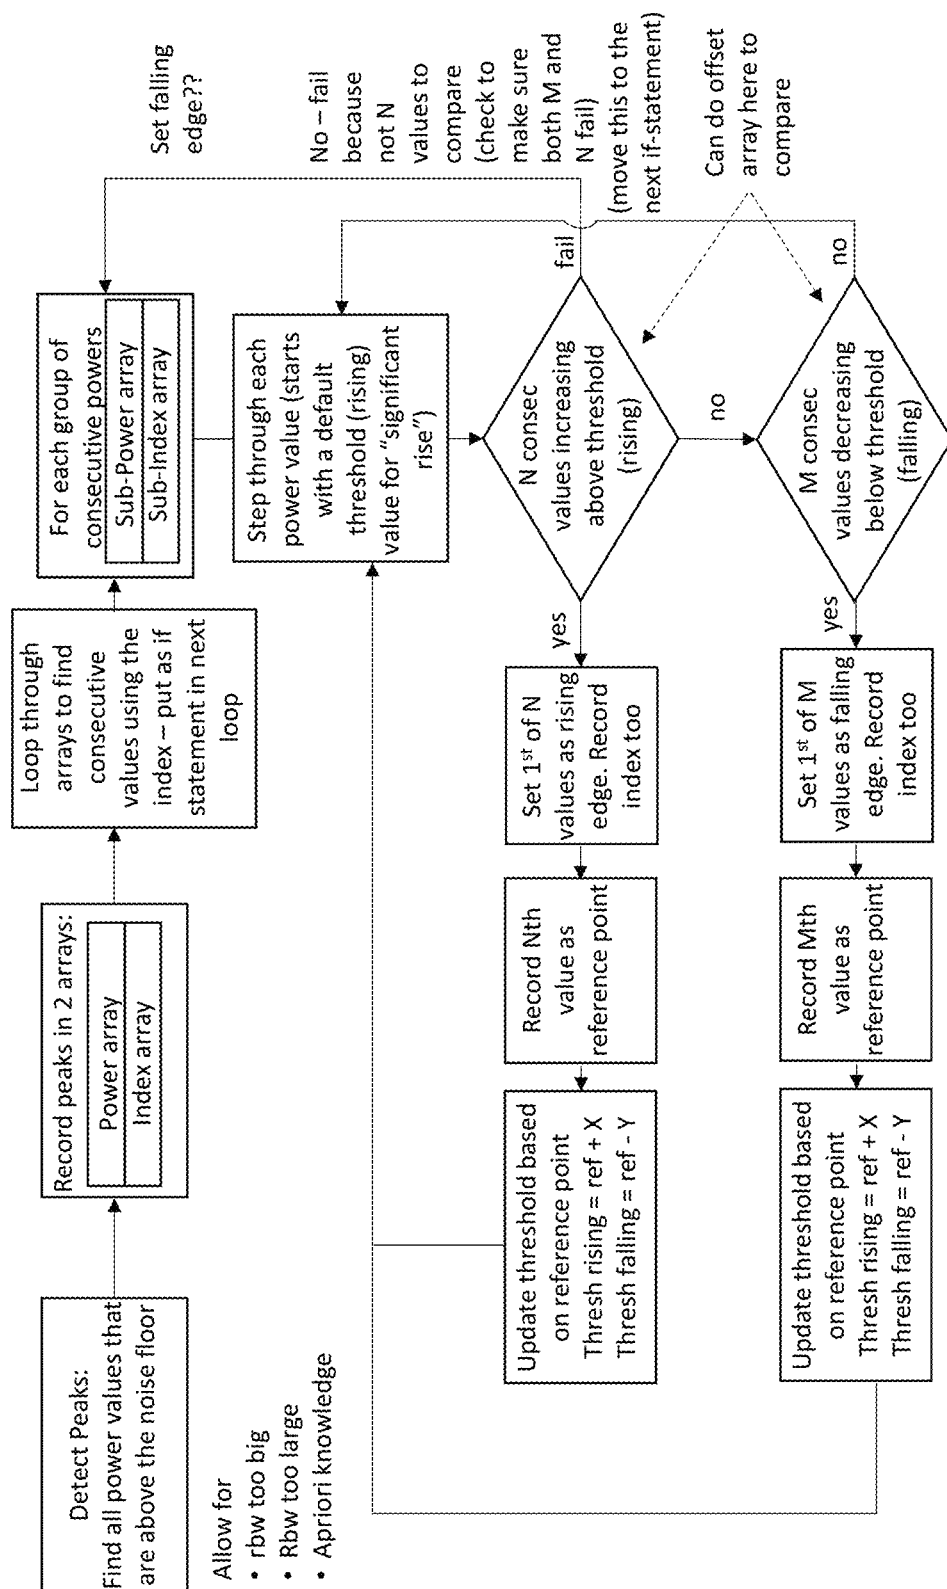 Detect Peaks:
Find all power values that
are above the noise floor
Allow for
• rbw too big
• Rbw too large
• Apriori knowledge
Record peaks in 2 arrays:
Power array
Index array
Loop through
arrays to find
consecutive
values using the
index – put as if
statement in next
loop
For each group of
consecutive powers
Sub-Power array
Sub-Index array
Set falling
edge??
Step through each
power value (starts
with a default
threshold (rising)
value for “significant
rise”)
No – fail
because
not N
values to
compare
(check to
make sure
both M and
N fail)
(move this to the
next if-statement)
N consec
values increasing
above threshold
(rising)
fail
yes
no
Can do offset
array here to
compare
Set 1st of N
values as rising
edge. Record
index too
Record Nth
value as
reference point
Update threshold based
on reference point
Thresh rising = ref + X
Thresh falling = ref - Y
M consec
values decreasing
below threshold
(falling)
no
yes
Set 1st of M
values as falling
edge. Record
index too
Record Mth
value as
reference point
Update threshold based
on reference point
Thresh rising = ref + X
Thresh falling = ref - Y